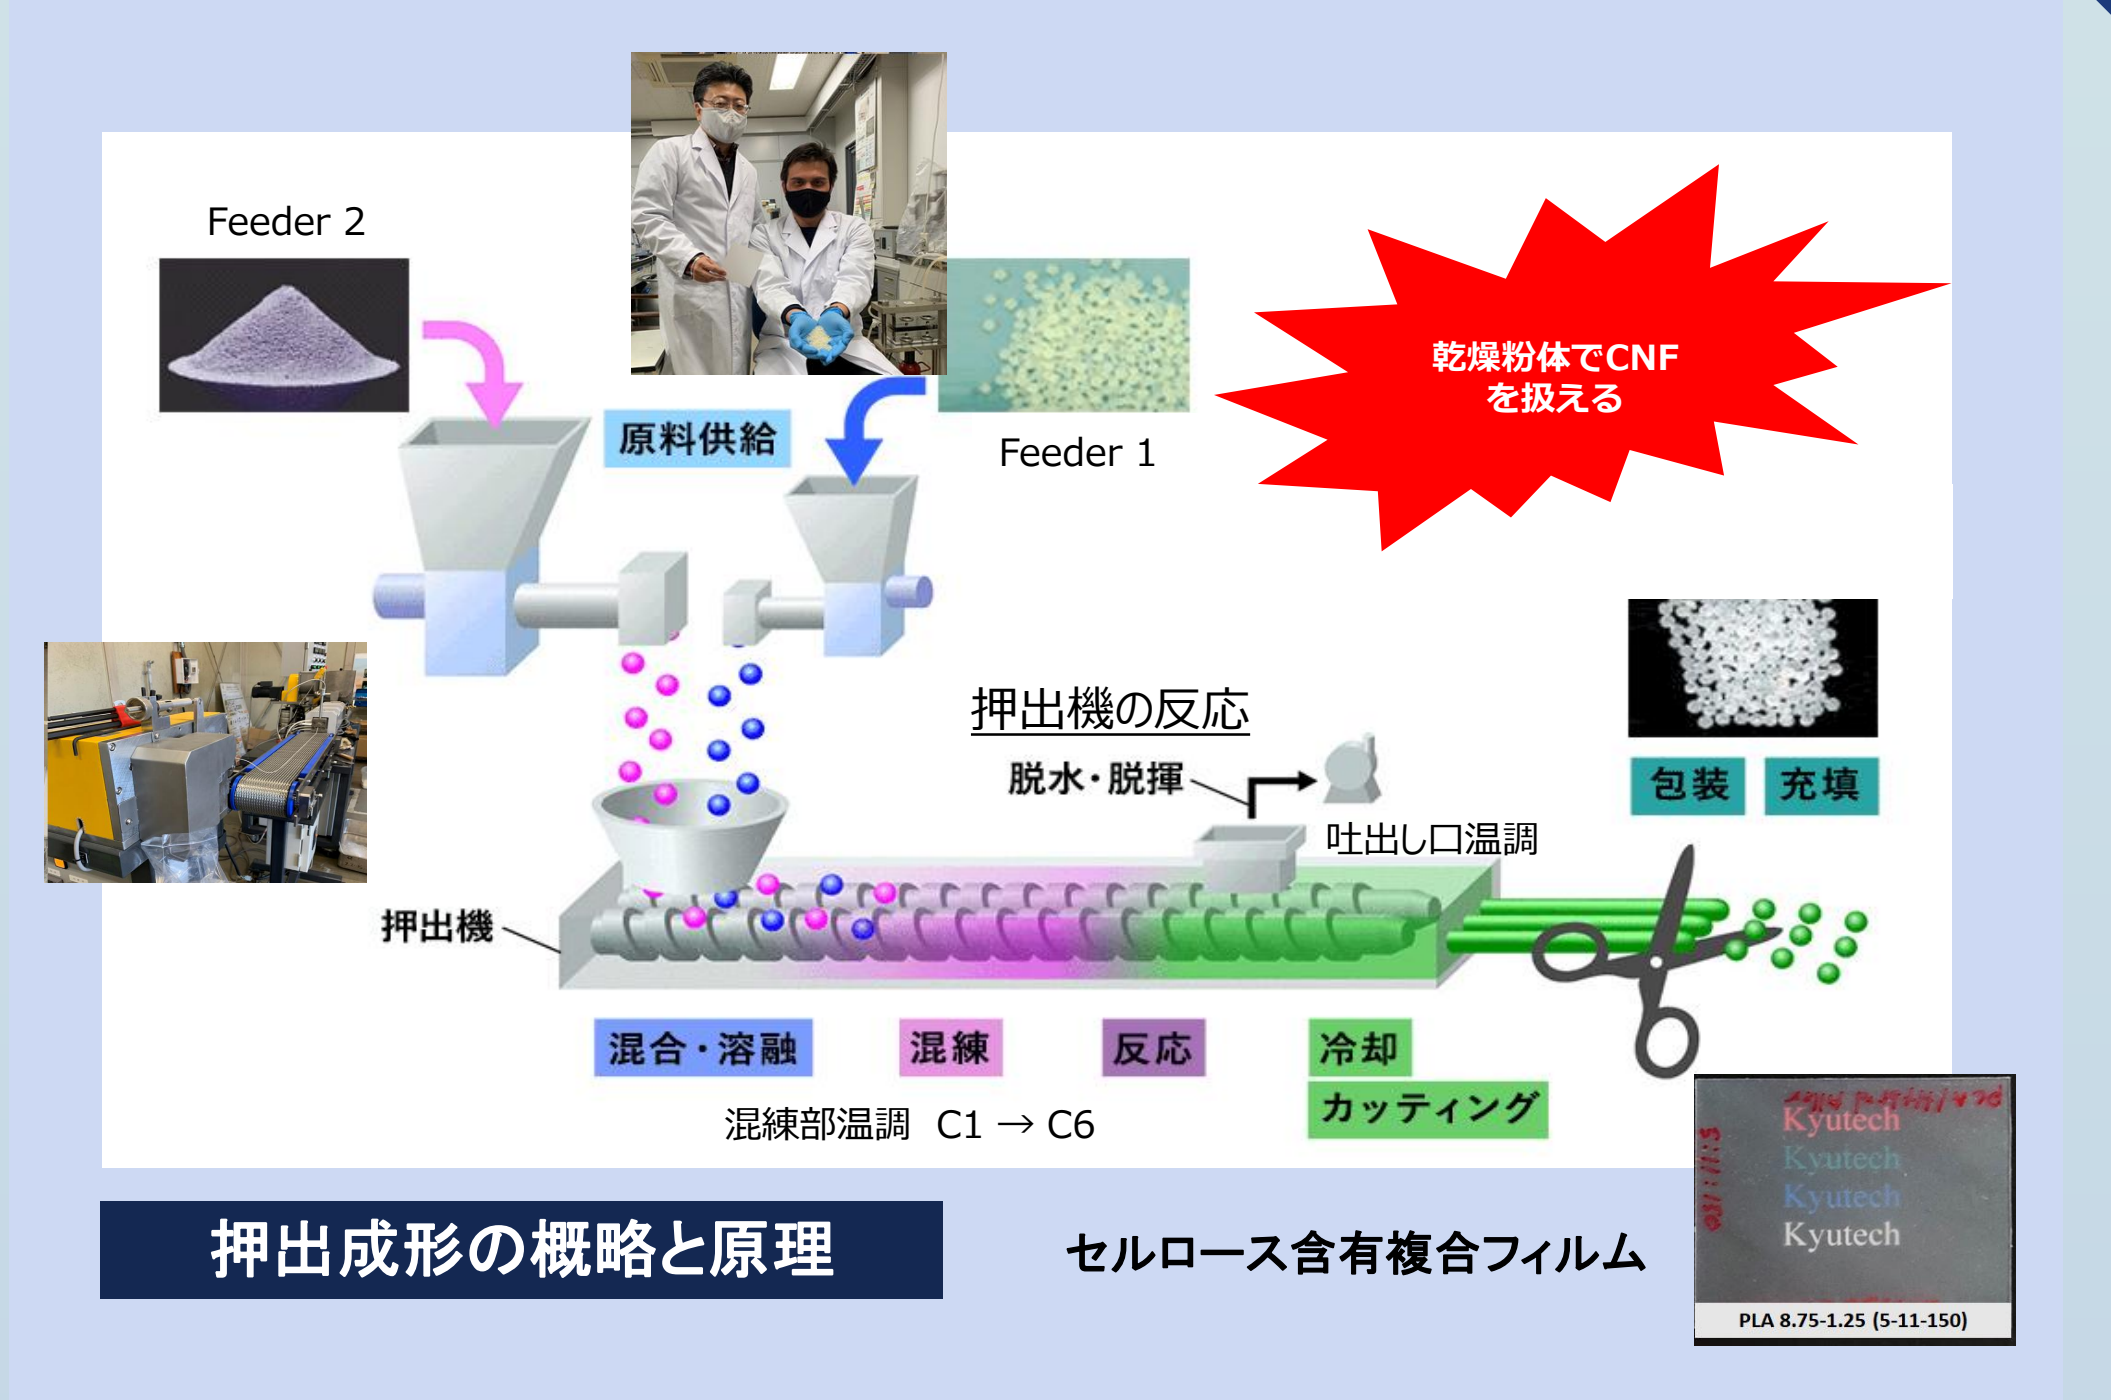 Feeder 2
乾燥粉体でCNF
を扱える
原料供給
Feeder 1
押出機の反応
脱水・脱揮
吐出し口温調
包装
充填
押出機
混合・溶融
混練
反応
冷却
カッティング
混練部温調 C1 → C6
Kyutech
Kyutech
Kyutech
Kyutech
押出成形の概略と原理
セルロース含有複合フィルム
PLA 8.75-1.25 (5-11-150)